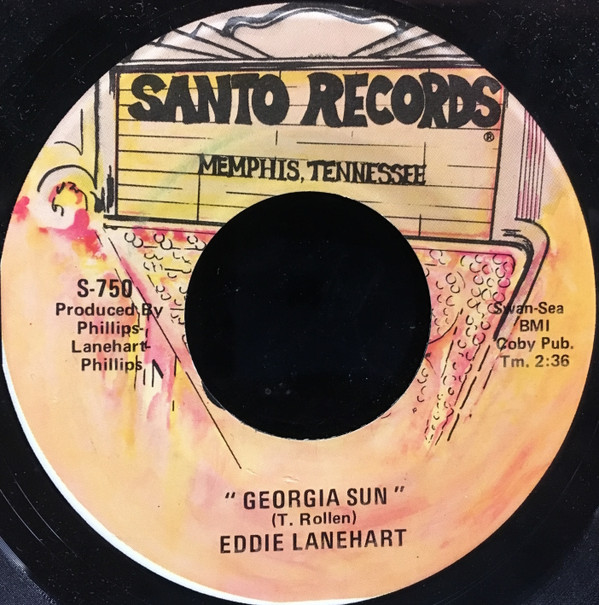 SANTO RECORDS
®
MEMPHIS, TENNESSEE
S-750
Produced By
Phillips-
Lanehart-
Phillips
Swan-Sea
BMI
Coby Pub.
Tm. 2:36
" GEORGIA SUN "
(T. Rollen)
EDDIE LANEHART